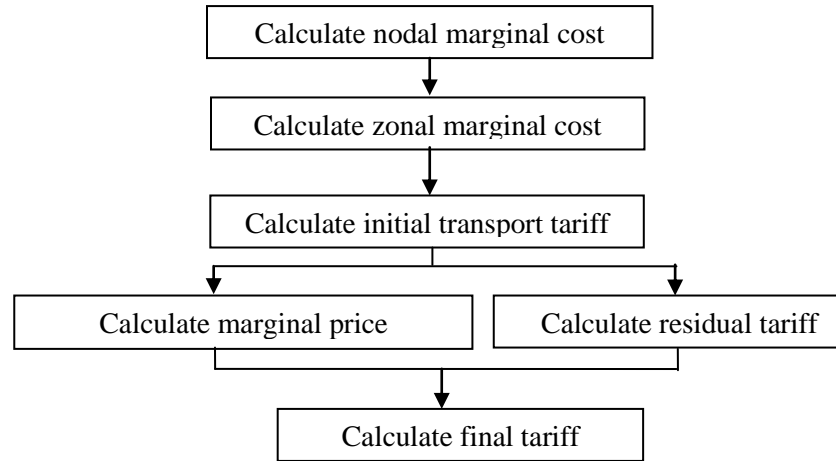 Calculate nodal marginal cost
Calculate zonal marginal cost
Calculate initial transport tariff
Calculate marginal price
Calculate residual tariff
Calculate final tariff